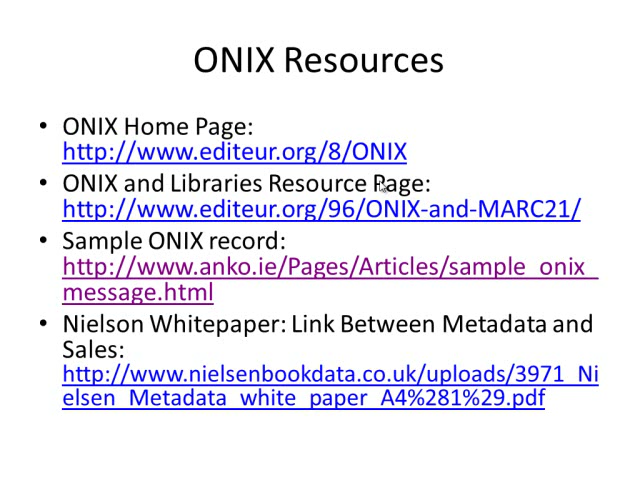 ONIX Resources
• ONIX Home Page:
http://www.editeur.org/8/ONIX
• ONIX and Libraries Resource Page:
http://www.editeur.org/96/ONIX-and-MARC21/
• Sample ONIX record:
http://www.anko.ie/Pages/Articles/sample_onix_
message.html
• Nielson Whitepaper: Link Between Metadata and
Sales:
http://www.nielsenbookdata.co.uk/uploads/3971_Ni
elsen_Metadata_white_paper_A4%281%29.pdf